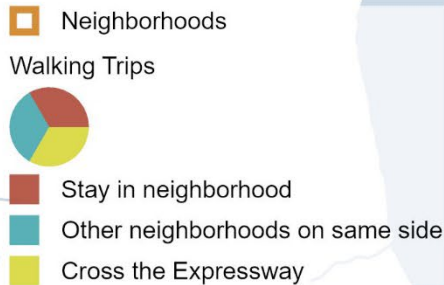 Neighborhoods
Walking Trips
Stay in neighborhood
Other neighborhoods on same side
Cross the Expressway